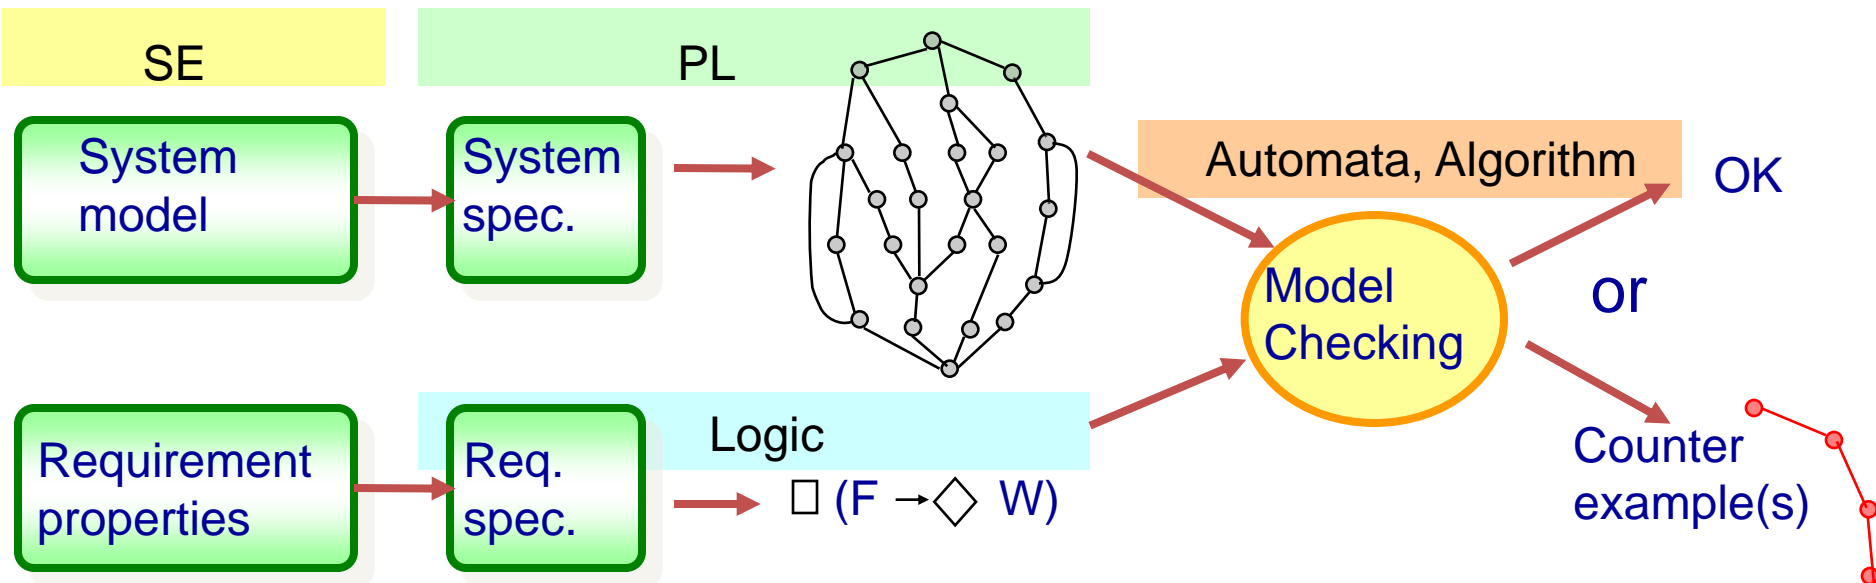 SE
PL
System
model
System
spec.
Automata, Algorithm
OK
Model
Checking
or
Requirement
properties
Req.
spec.
Logic
□ (F →◇ W)
Counter
example(s)